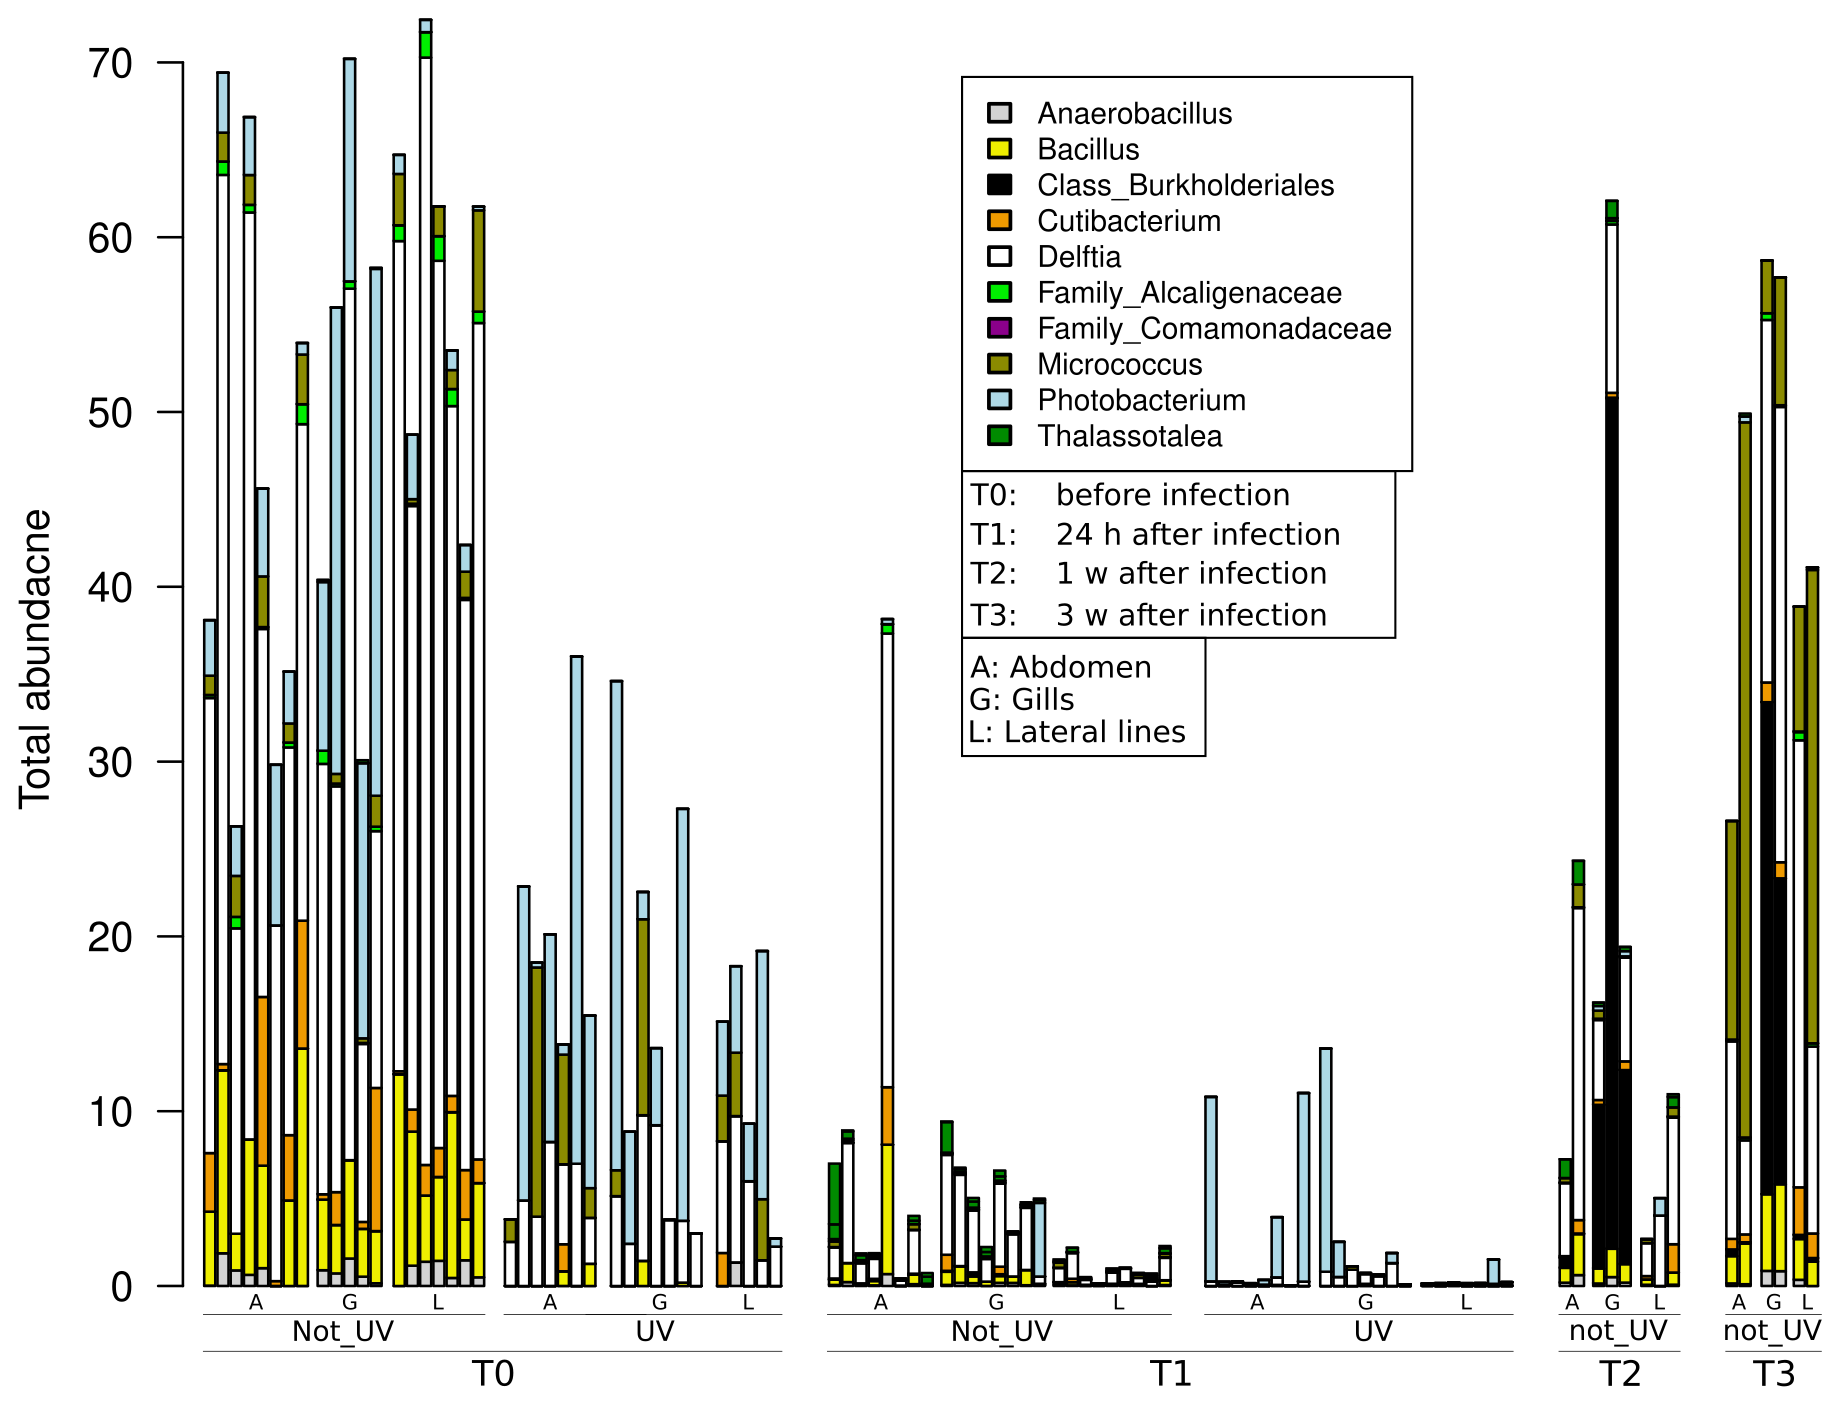 Total abundacne
70
60
50
40
30
20
10
0
Anaerobacillus
Bacillus
Class_Burkholderiales
Cutibacterium
Delftia
Family_Alcaligenaceae
Family_Comamonadaceae
Micrococcus
Photobacterium
Thalassotalea
T0: before infection
T1: 24 h after infection
T2: 1 w after infection
T3: 3 w after infection
A: Abdomen
G: Gills
L: Lateral lines
A G L A G L A G L A G L A G L A G L
Not_UV UV Not_UV UV not_UV not_UV
T0 T1 T2 T3